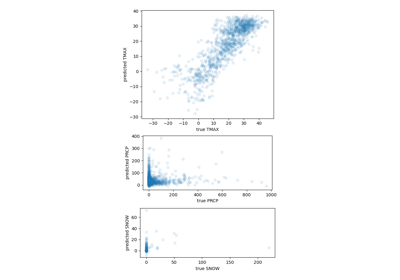 40
30
20
10
0
−10
−20
−30
predicted TMAX
−30 −20 −10 0 10 20 30 40
true TMAX
400
300
200
100
0
predicted PRCP
0 200 400 600 800 1000
true PRCP
60
40
20
0
predicted SNOW
0 50 100 150 200
true SNOW